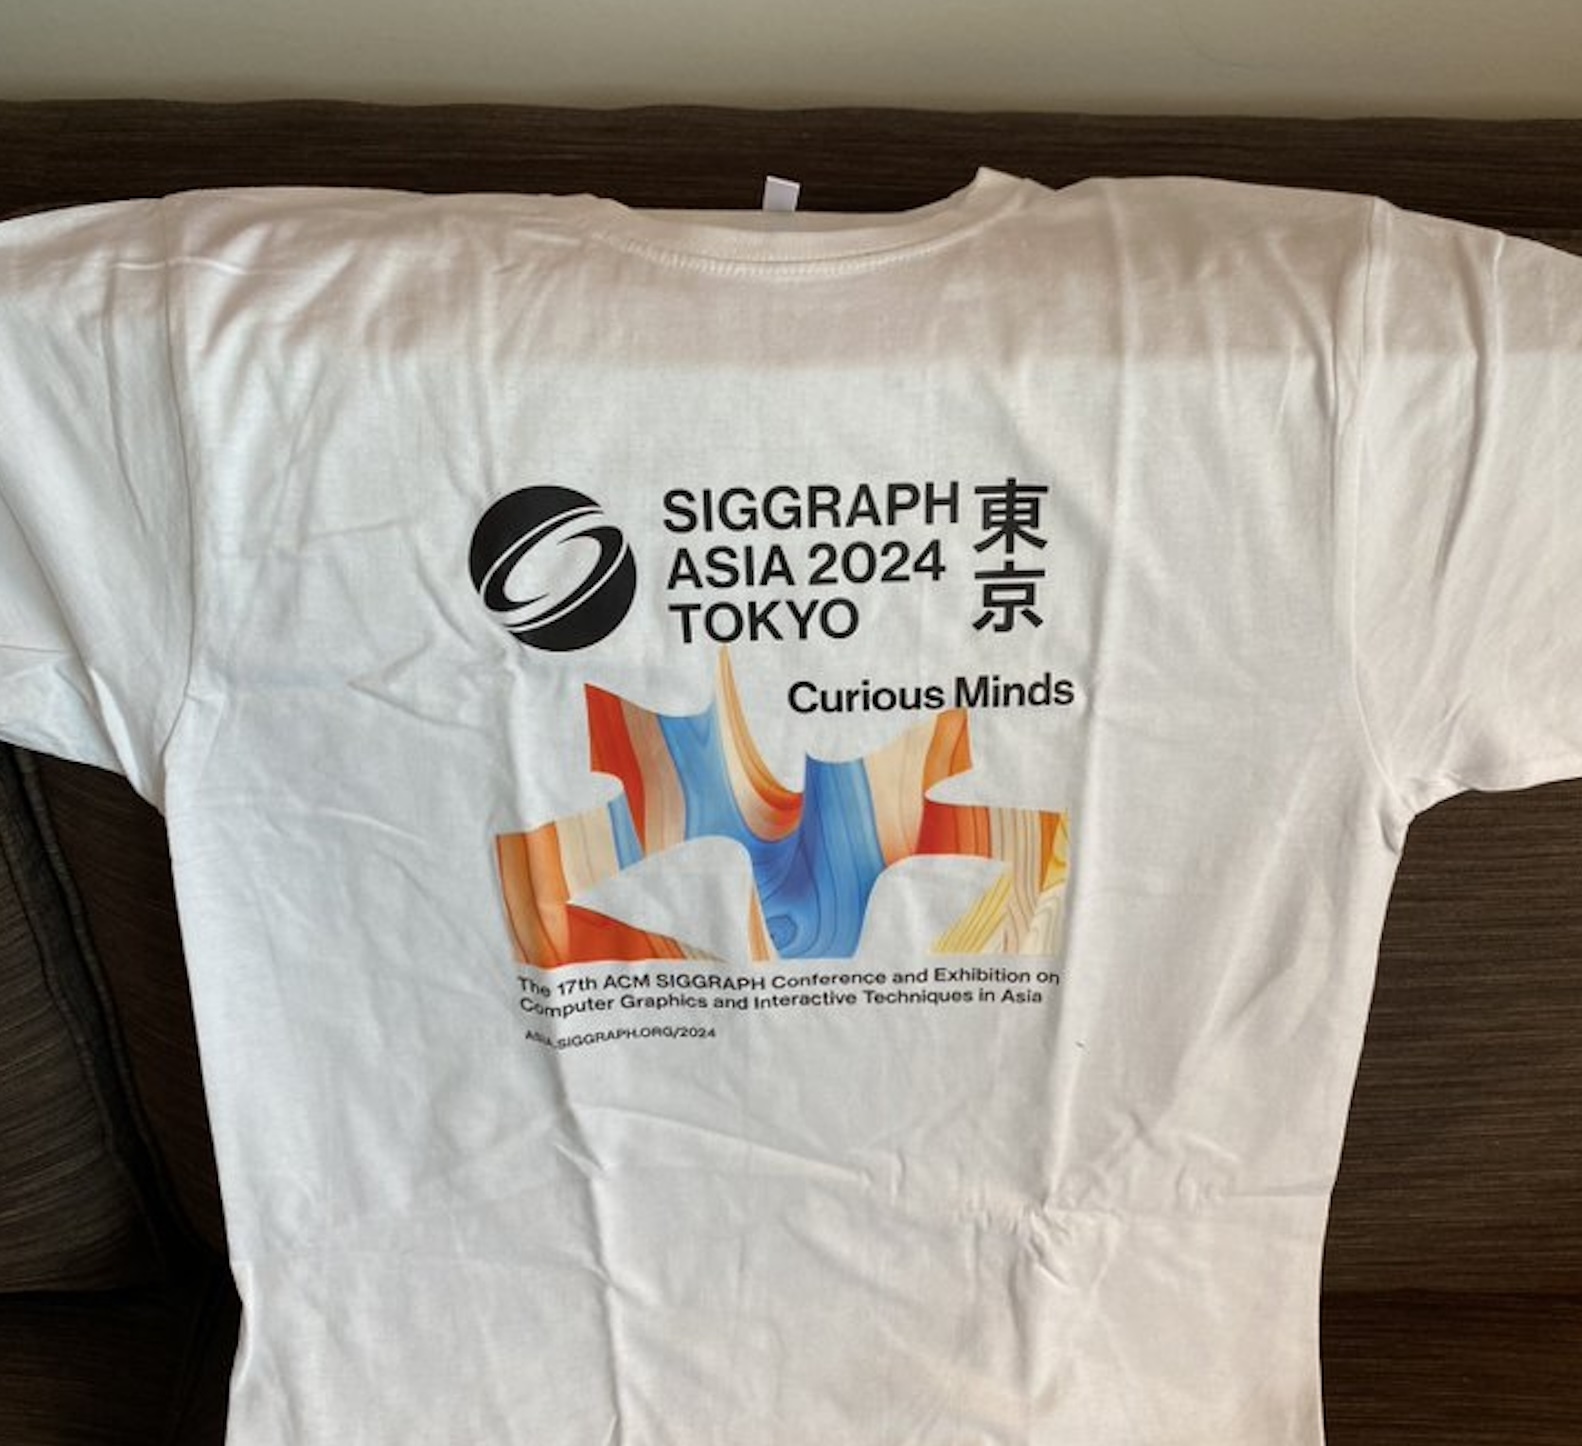 SIGGRAPH
ASIA 2024
TOKYO
東京
Curious Minds
The 17th ACM SIGGRAPH Conference and Exhibition on
Computer Graphics and Interactive Techniques in Asia
ASIA.SIGGRAPH.ORG/2024